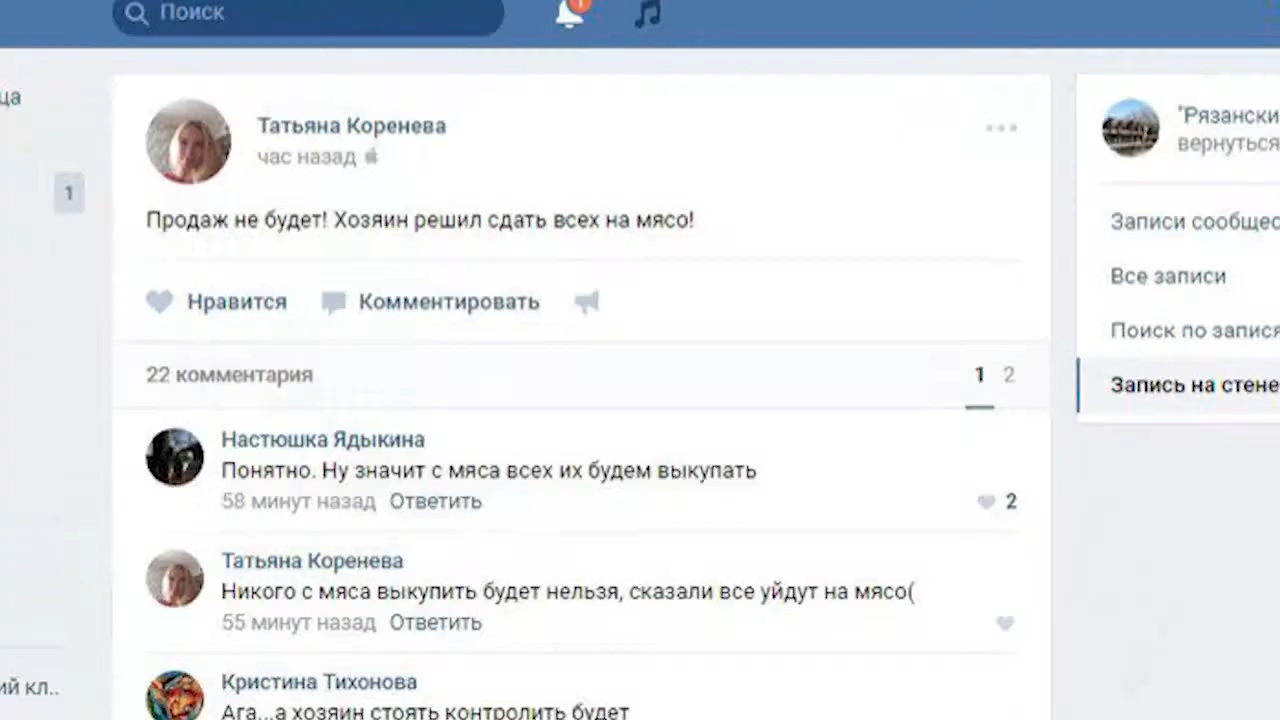 Поиск
1
ца
1
Татьяна Коренева
час назад
Продаж не будет! Хозяин решил сдать всех на мясо!
Нравится Комментировать
22 комментария 1 2
Настюшка Ядыкина
Понятно. Ну значит с мяса всех их будем выкупать
58 минут назад Ответить 2
Татьяна Коренева
Никого с мяса выкупить будет нельзя, сказали все уйдут на мясо(
55 минут назад Ответить
Кристина Тихонова
Ага...а хозяин стоять контролить будет
ий кл..
"Рязански
вернуться
Записи сообщес
Все записи
Поиск по запися
Запись на стене